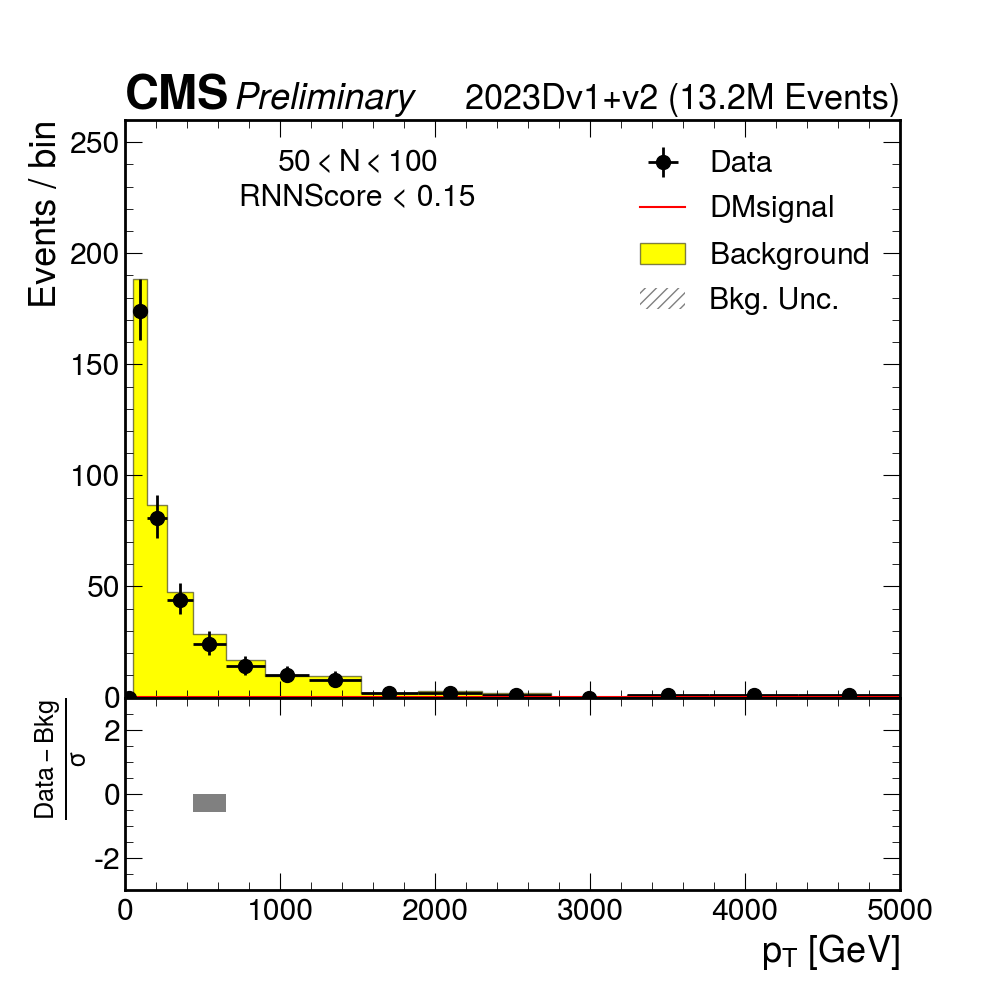 CMS Preliminary 2023Dv1+v2 (13.2M Events)
Events / bin
250
200
150
100
50
0
50 < N < 100
RNNScore < 0.15
Data
DMsignal
Background
Bkg. Unc.
Data – Bkg
σ
2
0
-2
0 1000 2000 3000 4000 5000
pT [GeV]